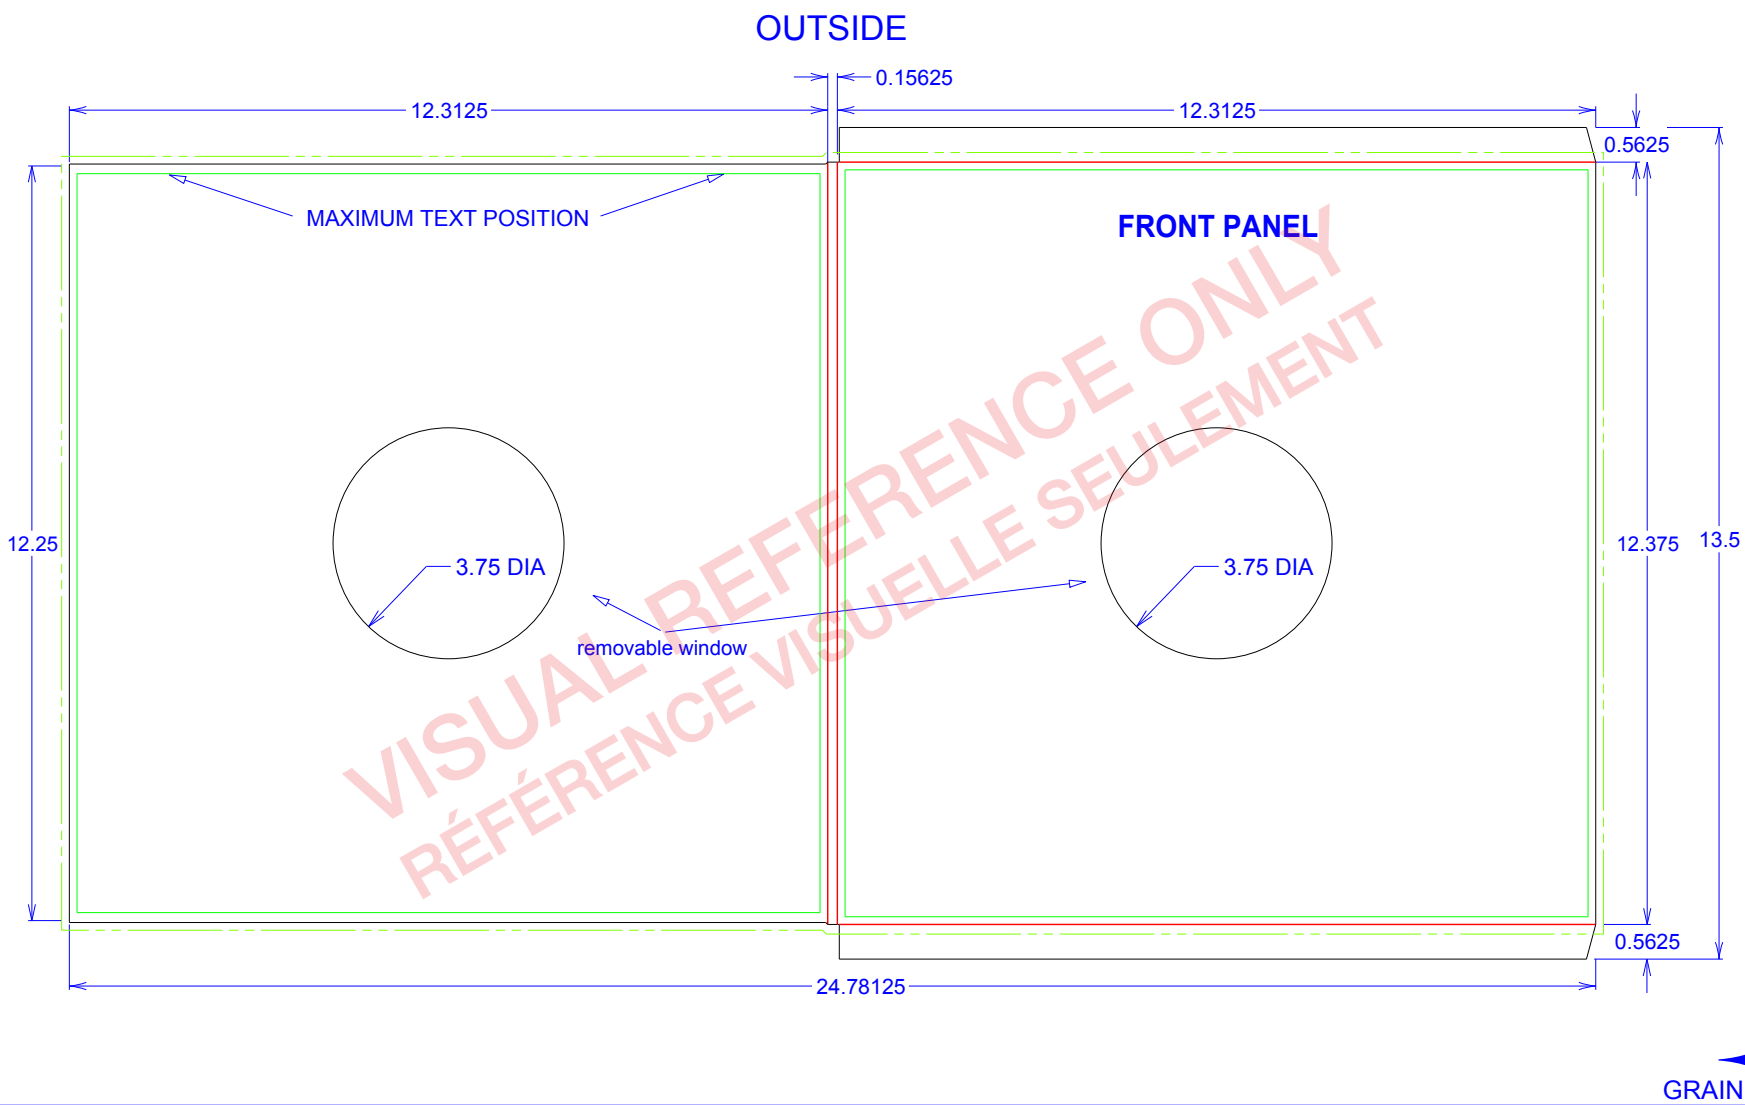 OUTSIDE
0.15625
12.3125
12.3125
0.5625
MAXIMUM TEXT POSITION
FRONT PANEL
VISUAL REFERENCE ONLY
RÉFÉRENCE VISUELLE SEULEMENT
12.25
3.75 DIA
3.75 DIA
12.375
13.5
removable window
0.5625
24.78125
GRAIN